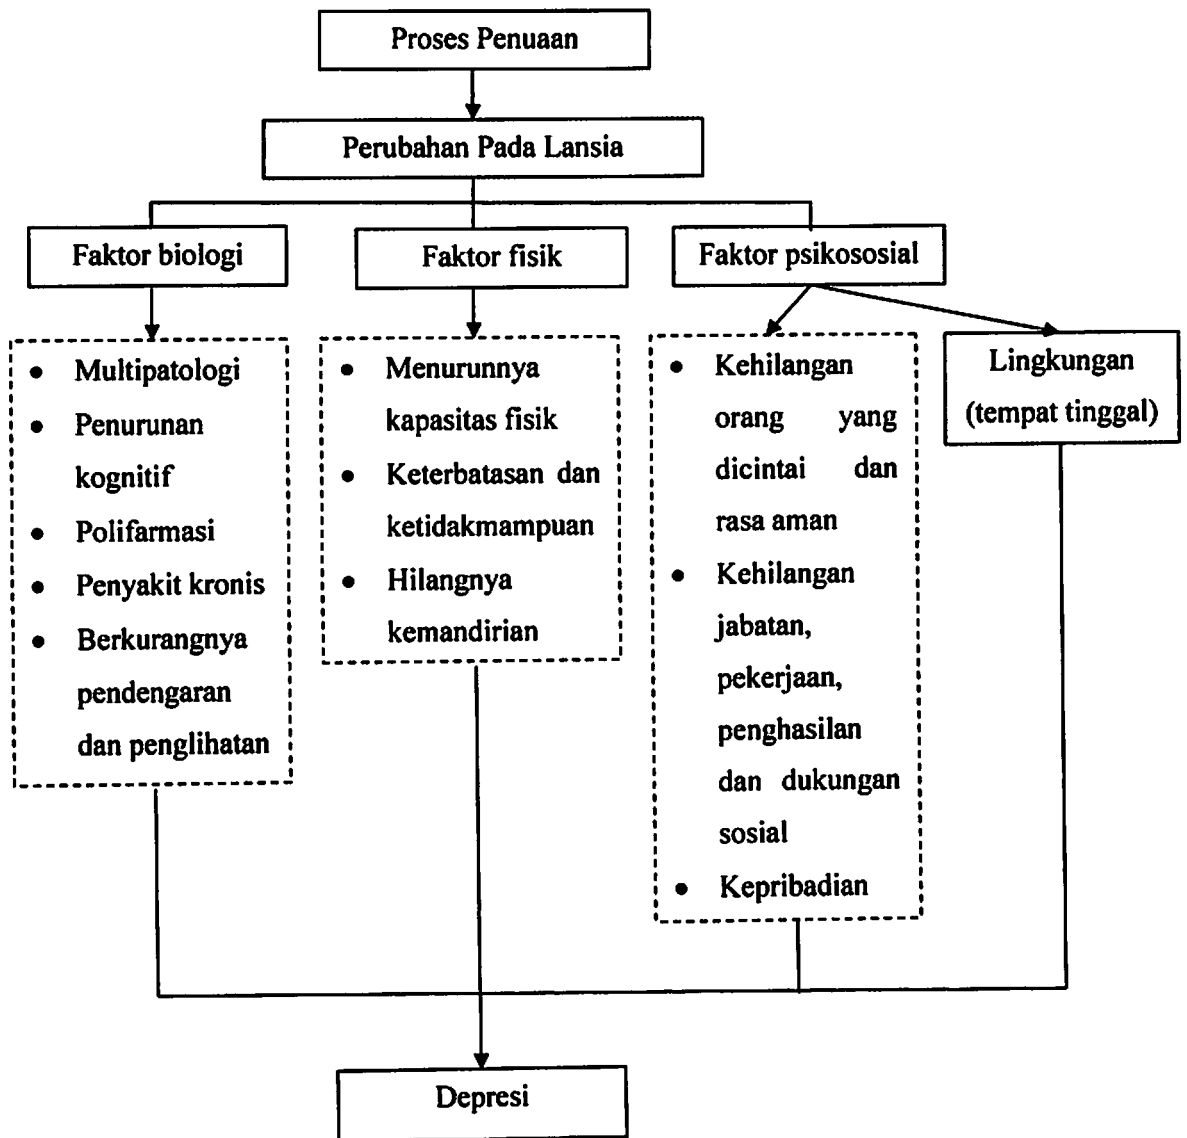 Proses Penuaan
Perubahan Pada Lansia
Faktor biologi
Faktor fisik
Faktor psikososial
• Multipatologi
• Penurunan
kognitif
• Polifarmasi
• Penyakit kronis
• Berkurangnya
pendengaran
dan penglihatan
• Menurunnya
kapasitas fisik
• Keterbatasan dan
ketidakmampuan
• Hilangnya
kemandirian
• Kehilangan
orang yang
dicintai dan
rasa aman
• Kehilangan
jabatan,
pekerjaan,
penghasilan
dan dukungan
sosial
• Kepribadian
Lingkungan
(tempat tinggal)
Depresi